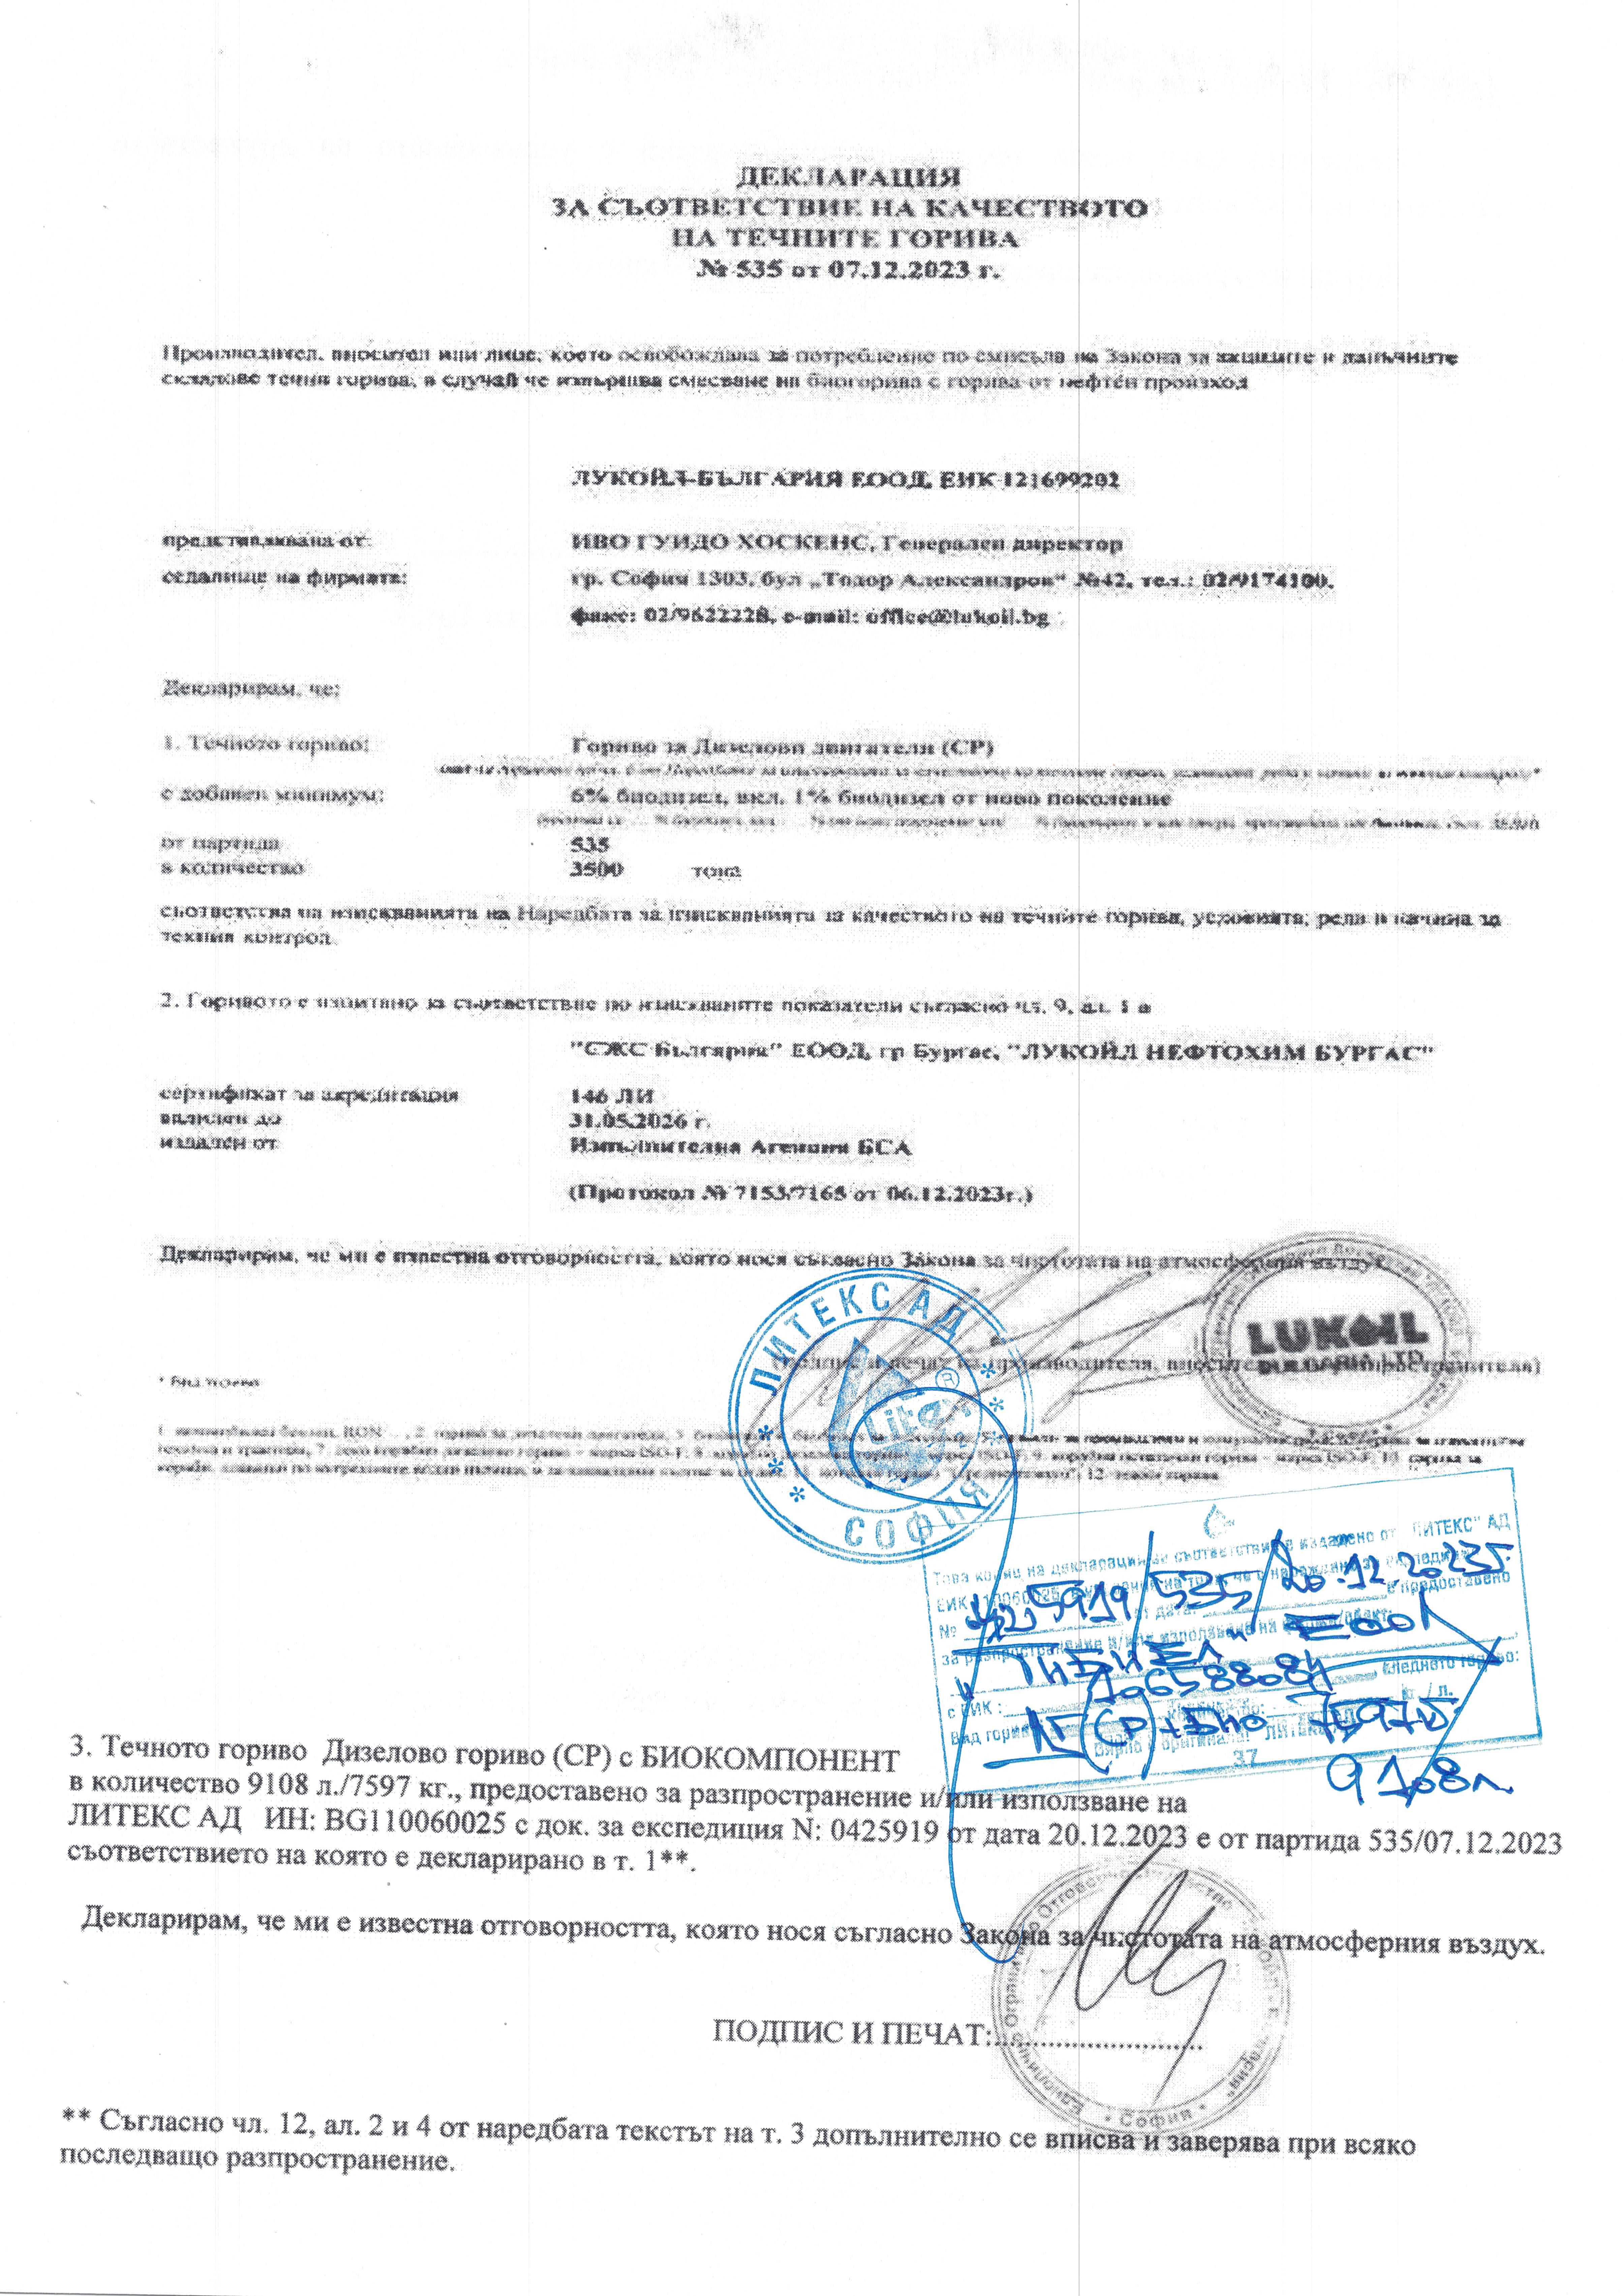 ДЕКЛАРАЦИЯ
ЗА СЪОТВЕТСТВИЕ НА КАЧЕСТВОТО
НА ТЕЧНИТЕ ГОРИВА
№ 535 от 07.12.2023 г.
Производител, вносител или лице, което освобождава за потребление по смисъла на Закона за акцизите и данъчните
складове течни горива, в случай че извършва смесване на биогорива с горива от нефтен произход
ЛУКОЙЛ-БЪЛГАРИЯ ЕООД, ЕИК 121699202
представлявана от: ИВО ГУИДО ХОСКЕНС, Генерален директор
седалище на фирмата: гр. София 1303, бул „Тодор Александров“ №42, тел.: 02/9174100,
факс: 02/9622228, e-mail: office@lukoil.bg
Декларирам, че:
1. Течното гориво: Гориво за Дизелови двигатели (СР)
с добавен минимум: 6% биодизел, вкл. 1% биодизел от ново поколение
от партида 535
в количество 3500 тона
съответства на изискванията на Наредбата за изискванията за качеството на течните горива, условията, реда и начина за
техния контрол.
2. Горивото е изпитано за съответствие по изискваните показатели съгласно чл. 9, ал. 1 в
"СЖС България" ЕООД, гр Бургас, "ЛУКОЙЛ НЕФТОХИМ БУРГАС"
сертификат за акредитация 146 ЛИ
валиден до 31.05.2026 г.
издаден от Изпълнителна Агенция БСА
(Протокол № 7153/7165 от 06.12.2023г.)
Декларирам, че ми е известна отговорността, която нося съгласно Закона за чистотата на атмосферния въздух.
LUKOIL
ЛИТЕКС АД
Litex
СОФИЯ
(подпис и печат на производителя, вносителя или разпространителя)
Това копие на декларация за съответствие е издадено от "ЛИТЕКС" АД
425919/535/20.12.2023г.
за разпространение и/или използване на
ЕООД
с ЕИК: 106588084 следното гориво:
ДГ(СР)+Био 7597
Вярно с оригинала: "ЛИТЕКС" АД
37
9108л.
3. Течното гориво Дизелово гориво (СР) с БИОКОМПОНЕНТ
в количество 9108 л./7597 кг., предоставено за разпространение и/или използване на
ЛИТЕКС АД ИН: BG110060025 с док. за експедиция N: 0425919 от дата 20.12.2023 е от партида 535/07.12.2023
съответствието на която е декларирано в т. 1**.
Декларирам, че ми е известна отговорността, която нося съгласно Закона за чистотата на атмосферния въздух.
ПОДПИС И ПЕЧАТ:..............................
София
** Съгласно чл. 12, ал. 2 и 4 от наредбата текстът на т. 3 допълнително се вписва и заверява при всяко
последващо разпространение.